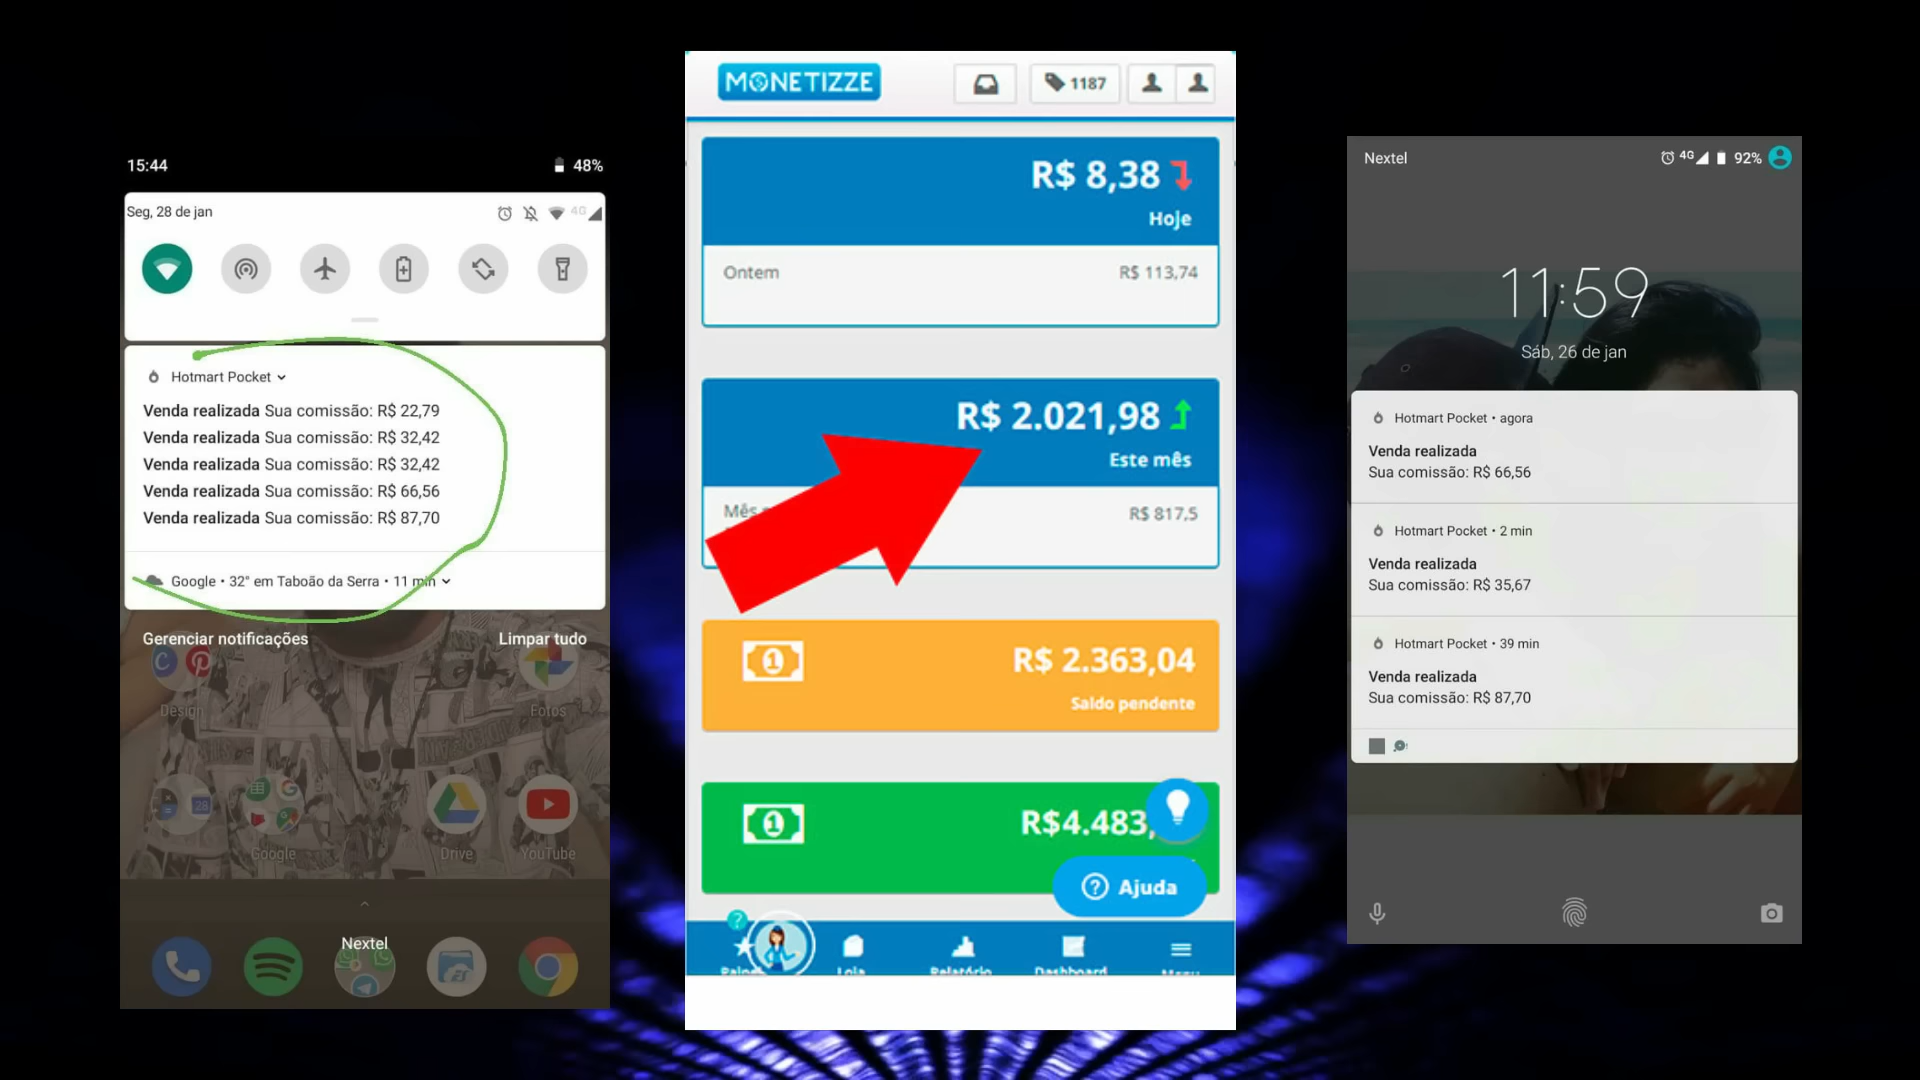 15:44
48%
Seg, 28 de jan
4G
Hotmart Pocket
Venda realizada Sua comissão: R$ 22,79
Venda realizada Sua comissão: R$ 32,42
Venda realizada Sua comissão: R$ 32,42
Venda realizada Sua comissão: R$ 66,56
Venda realizada Sua comissão: R$ 87,70
Google • 32° em Taboão da Serra • 11 min
Gerenciar notificações
Limpar tudo
Design
Fotos
28
Google
Drive
YouTube
Nextel
MONETIZZE
1187
R$ 8,38
Hoje
Ontem
R$ 113,74
R$ 2.021,98
Este mês
Mês
R$ 817,5
1
R$ 2.363,04
Saldo pendente
1
R$4.483,
? Ajuda
?
Loja
Relatório
Dashboard
Menu
Nextel
4G
92%
11:59
Sáb, 26 de jan
Hotmart Pocket • agora
Venda realizada
Sua comissão: R$ 66,56
Hotmart Pocket • 2 min
Venda realizada
Sua comissão: R$ 35,67
Hotmart Pocket • 39 min
Venda realizada
Sua comissão: R$ 87,70